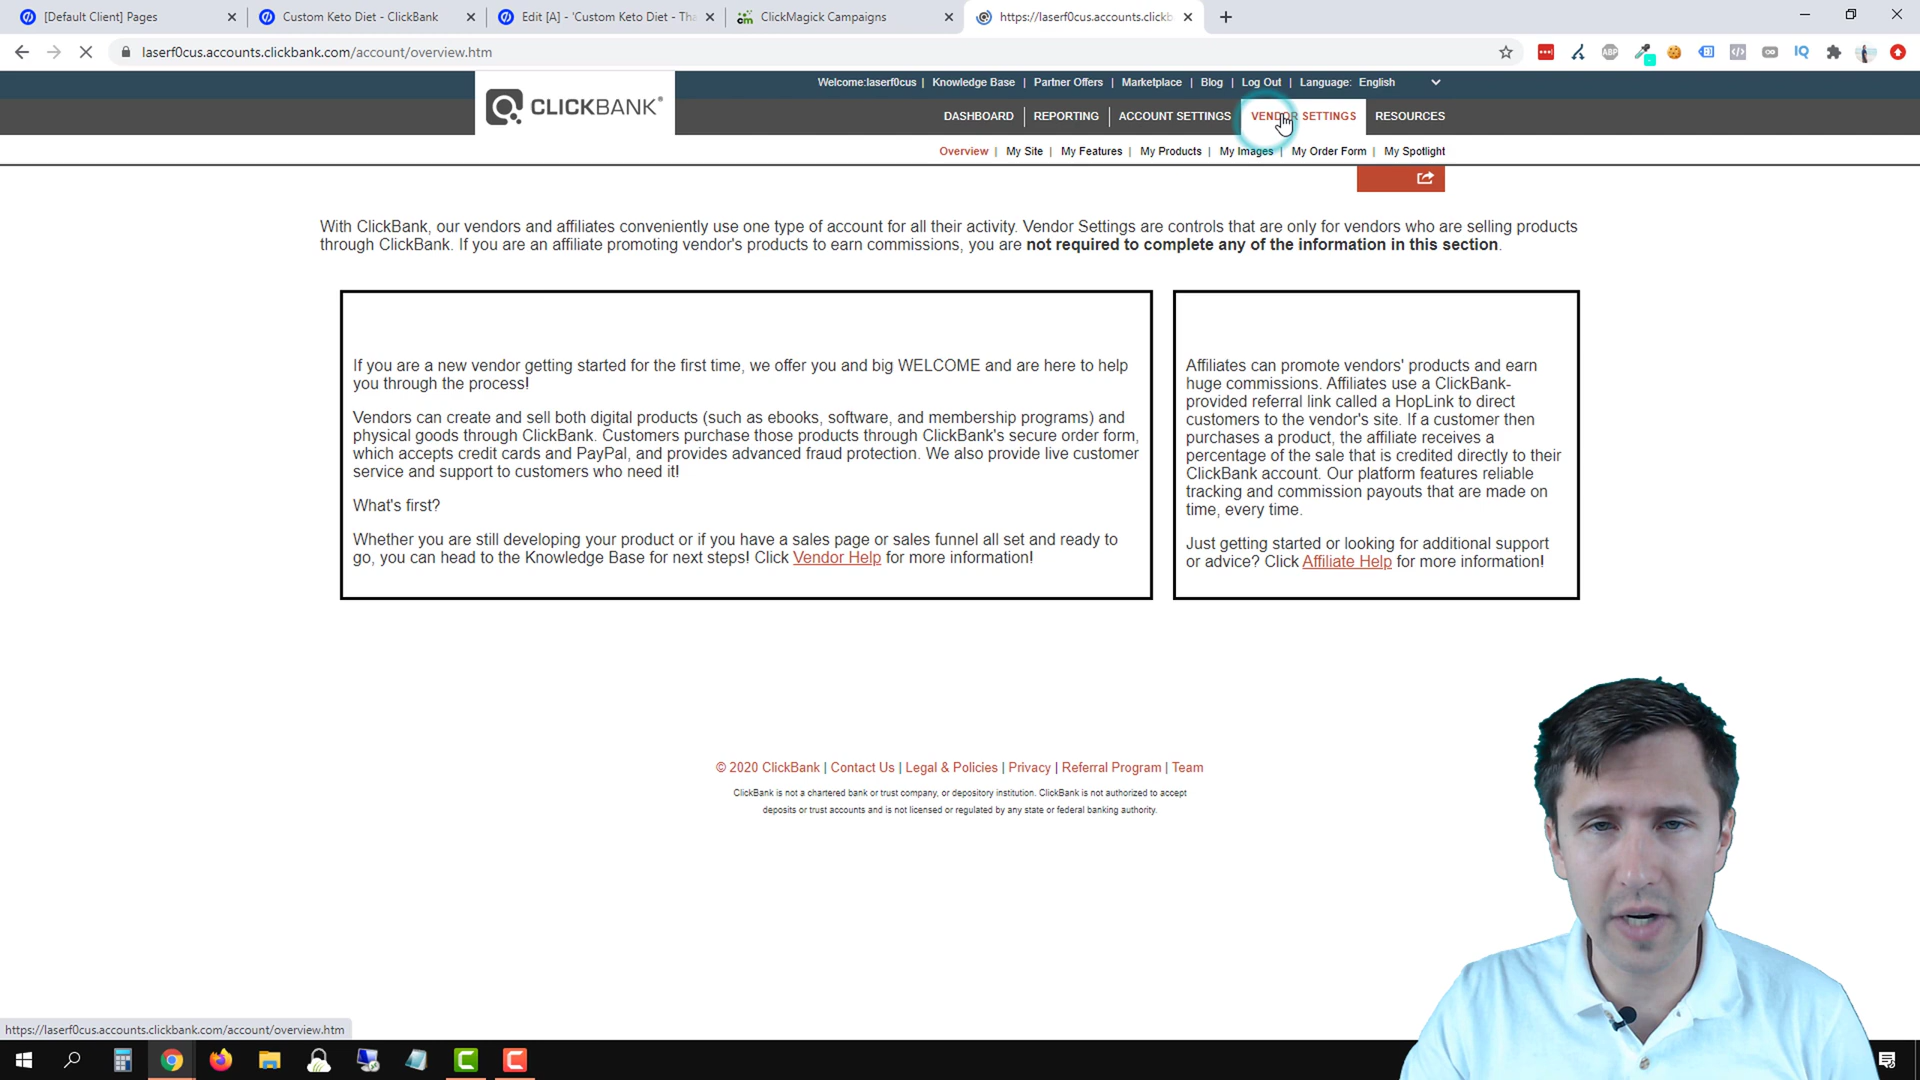 [Default Client] Pages
Custom Keto Diet - ClickBank
Edit [A] - 'Custom Keto Diet - Tha
ClickMagick Campaigns
https://laserf0cus.accounts.clickb
laserf0cus.accounts.clickbank.com/account/overview.htm
Welcome:laserf0cus | Knowledge Base | Partner Offers | Marketplace | Blog | Log Out | Language: English
CLICKBANK®
DASHBOARD | REPORTING | ACCOUNT SETTINGS VENDOR SETTINGS RESOURCES
Overview | My Site | My Features | My Products | My Images | My Order Form | My Spotlight
With ClickBank, our vendors and affiliates conveniently use one type of account for all their activity. Vendor Settings are controls that are only for vendors who are selling products
through ClickBank. If you are an affiliate promoting vendor's products to earn commissions, you are not required to complete any of the information in this section.
If you are a new vendor getting started for the first time, we offer you and big WELCOME and are here to help
you through the process!
Vendors can create and sell both digital products (such as ebooks, software, and membership programs) and
physical goods through ClickBank. Customers purchase those products through ClickBank's secure order form,
which accepts credit cards and PayPal, and provides advanced fraud protection. We also provide live customer
service and support to customers who need it!
What's first?
Whether you are still developing your product or if you have a sales page or sales funnel all set and ready to
go, you can head to the Knowledge Base for next steps! Click Vendor Help for more information!
Affiliates can promote vendors' products and earn
huge commissions. Affiliates use a ClickBank-
provided referral link called a HopLink to direct
customers to the vendor's site. If a customer then
purchases a product, the affiliate receives a
percentage of the sale that is credited directly to their
ClickBank account. Our platform features reliable
tracking and commission payouts that are made on
time, every time.
Just getting started or looking for additional support
or advice? Click Affiliate Help for more information!
© 2020 ClickBank | Contact Us | Legal & Policies | Privacy | Referral Program | Team
ClickBank is not a chartered bank or trust company, or depository institution. ClickBank is not authorized to accept
deposits or trust accounts and is not licensed or regulated by any state or federal banking authority.
https://laserf0cus.accounts.clickbank.com/account/overview.htm